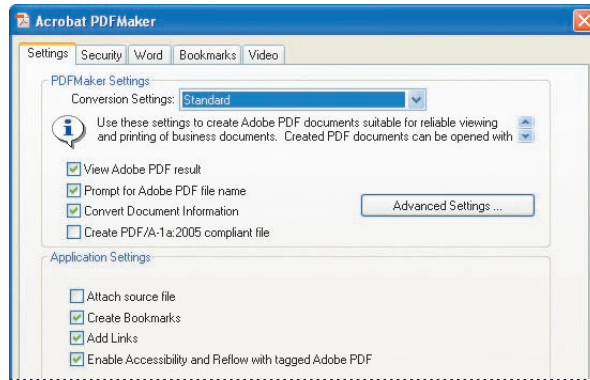 Acrobat PDFMaker
Settings Security Word Bookmarks Video
PDFMaker Settings
Conversion Settings: Standard
Use these settings to create Adobe PDF documents suitable for reliable viewing
and printing of business documents. Created PDF documents can be opened with
View Adobe PDF result
Prompt for Adobe PDF file name
Convert Document Information
Advanced Settings ...
Create PDF/A-1a:2005 compliant file
Application Settings
Attach source file
Create Bookmarks
Add Links
Enable Accessibility and Reflow with tagged Adobe PDF